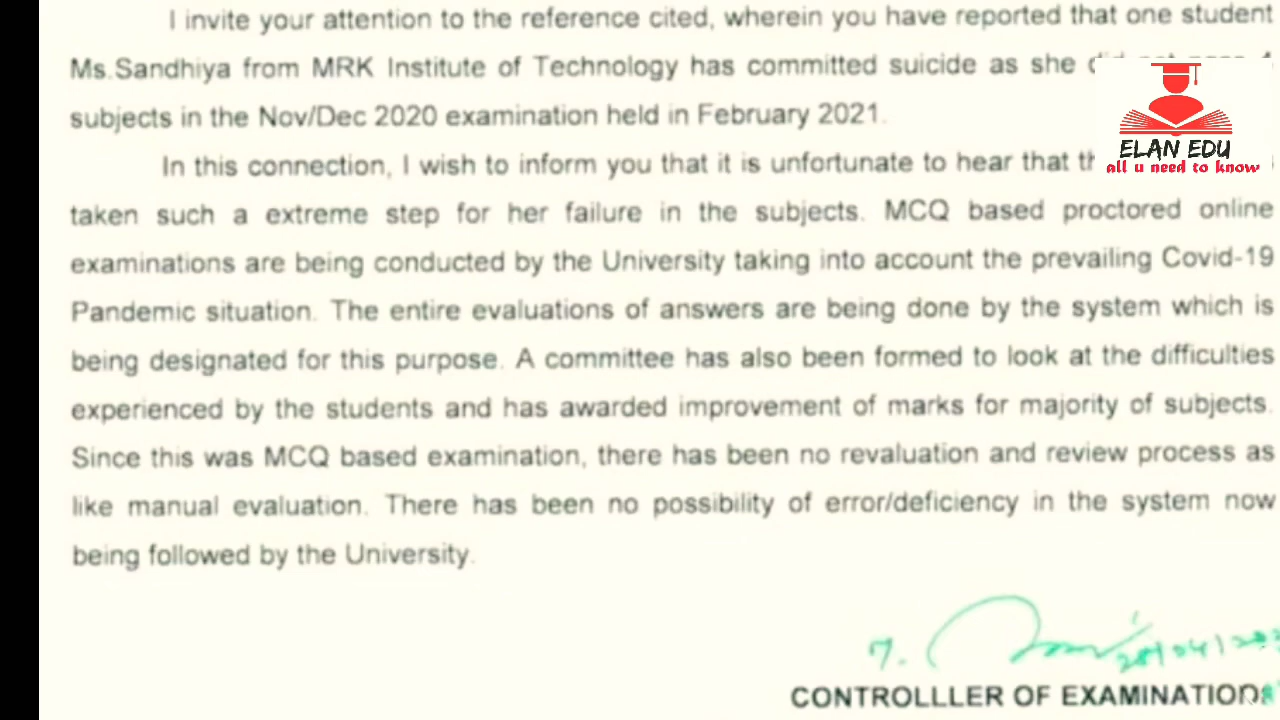 I invite your attention to the reference cited, wherein you have reported that one student
Ms.Sandhiya from MRK Institute of Technology has committed suicide as she
subjects in the Nov/Dec 2020 examination held in February 2021.
ELAN EDU
all u need to know
In this connection, I wish to inform you that it is unfortunate to hear that
taken such a extreme step for her failure in the subjects. MCQ based proctored online
examinations are being conducted by the University taking into account the prevailing Covid-19
Pandemic situation. The entire evaluations of answers are being done by the system which is
being designated for this purpose. A committee has also been formed to look at the difficulties
experienced by the students and has awarded improvement of marks for majority of subjects.
Since this was MCQ based examination, there has been no revaluation and review process as
like manual evaluation. There has been no possibility of error/deficiency in the system now
being followed by the University.
7.
CONTROLLLER OF EXAMINATIONS